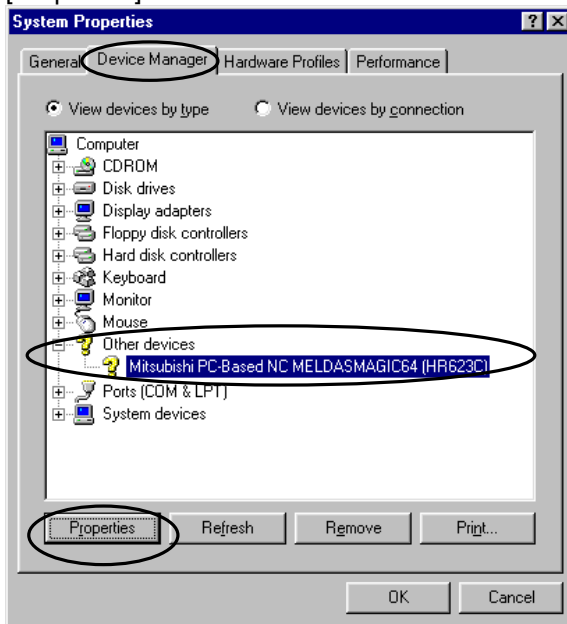 System Properties
General Device Manager Hardware Profiles Performance
View devices by type View devices by connection
Computer
CDROM
Disk drives
Display adapters
Floppy disk controllers
Hard disk controllers
Keyboard
Monitor
Mouse
Other devices
Mitsubishi PC-Based NC MELDASMAGIC64 (HR623C)
Ports (COM & LPT)
System devices
Properties Refresh Remove Print...
OK Cancel